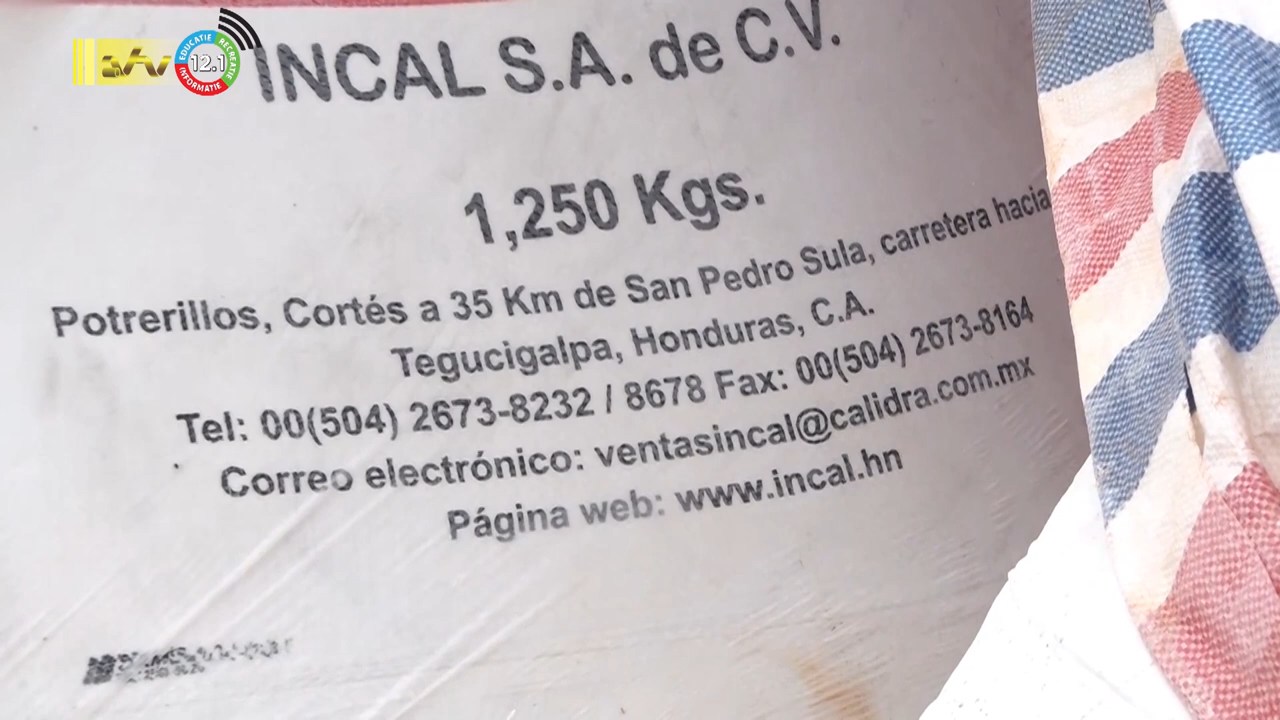 atv
EDUCATIE RECREATIE INFORMATIE
12.1
INCAL S.A. de C.V.
1,250 Kgs.
Potrerillos, Cortés a 35 Km de San Pedro Sula, carretera hacia
Tegucigalpa, Honduras, C.A.
Tel: 00(504) 2673-8232 / 8678 Fax: 00(504) 2673-8164
Correo electrónico: ventasincal@calidra.com.mx
Página web: www.incal.hn